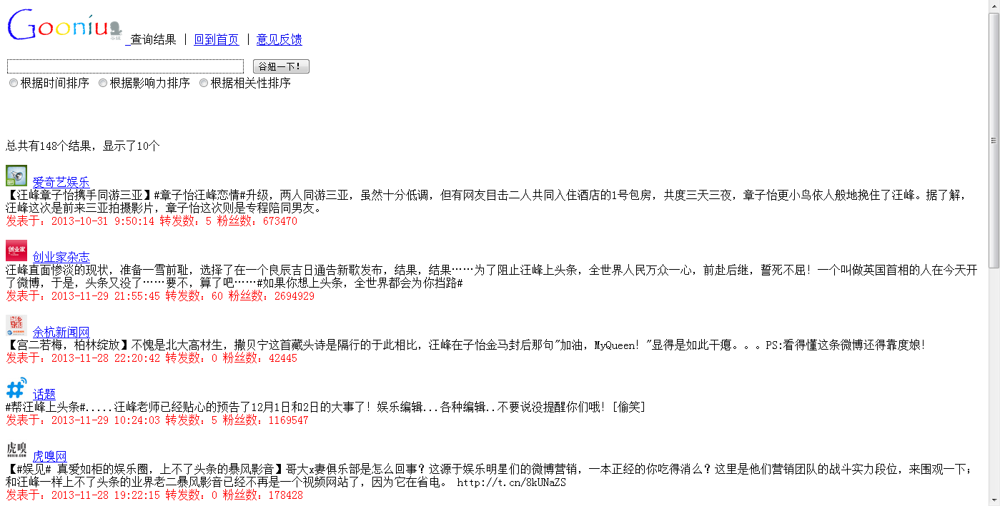 Gooniu 谷妞
_查询结果 | 回到首页 | 意见反馈
谷妞一下！
根据时间排序 根据影响力排序 根据相关性排序
总共有148个结果，显示了10个
爱奇艺娱乐
【汪峰章子怡携手同游三亚】#章子怡汪峰恋情#升级，两人同游三亚，虽然十分低调，但有网友目击二人共同入住酒店的1号包房，共度三天三夜，章子怡更小鸟依人般地挽住了汪峰。据了解，
汪峰这次是前来三亚拍摄影片，章子怡这次则是专程陪同男友。
发表于：2013-10-31 9:50:14 转发数：5 粉丝数：673470
创业家
创业家杂志
汪峰直面惨淡的现状，准备一雪前耻，选择了在一个良辰吉日通告新歌发布，结果，结果……为了阻止汪峰上头条，全世界人民万众一心，前赴后继，誓死不屈！一个叫做英国首相的人在今天开
了微博，于是，头条又没了……要不，算了吧……#如果你想上头条，全世界都会为你挡路#
发表于：2013-11-29 21:55:45 转发数：60 粉丝数：2694929
余杭新闻网
【宫二若梅，柏林绽放】不愧是北大高材生，撒贝宁这首藏头诗是隔行的于此相比，汪峰在子怡金马封后那句"加油，MyQueen！"显得是如此干瘪。。。PS:看得懂这条微博还得靠度娘！
发表于：2013-11-28 22:20:42 转发数：0 粉丝数：42445
话题
#帮汪峰上头条#.....汪峰老师已经贴心的预告了12月1日和2日的大事了！娱乐编辑...各种编辑..不要说没提醒你们哦！[偷笑]
发表于：2013-11-29 10:24:03 转发数：5 粉丝数：1169547
虎嗅
HUXIU.COM
虎嗅网
【#娱见# 真爱如柜的娱乐圈，上不了头条的暴风影音】哥大x妻俱乐部是怎么回事？这源于娱乐明星们的微博营销，一本正经的你吃得消么？这里是他们营销团队的战斗实力段位，来围观一下；
和汪峰一样上不了头条的业界老二暴风影音已经不再是一个视频网站了，因为它在省电。 http://t.cn/8kUNaZS
发表于：2013-11-28 19:22:15 转发数：0 粉丝数：178428